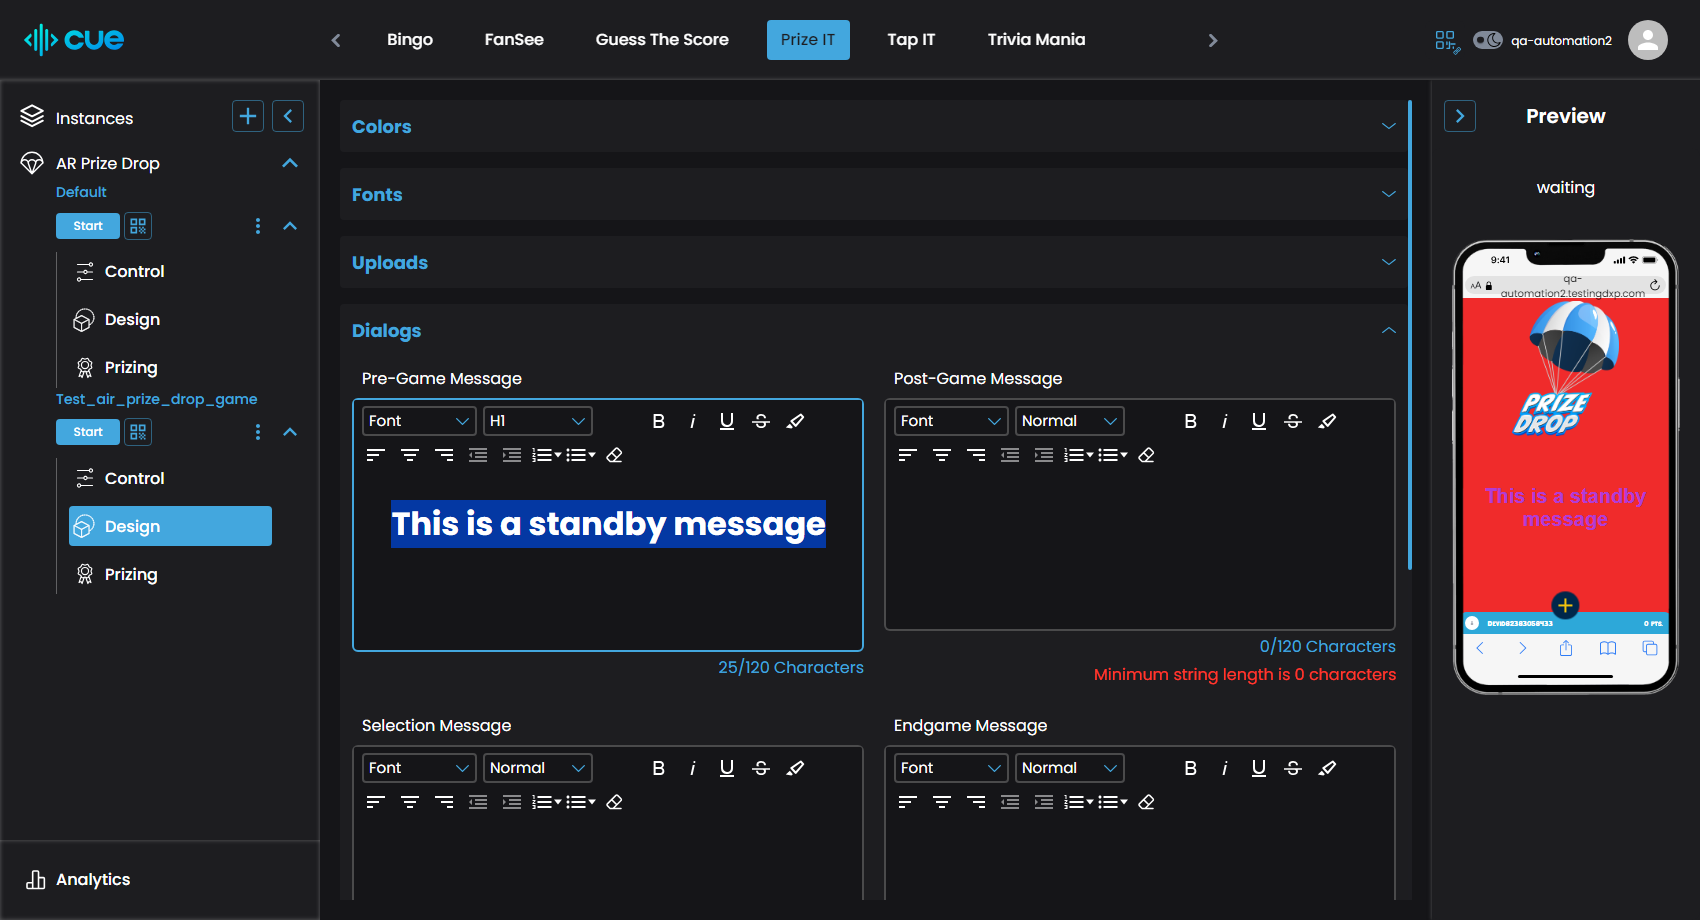 cue
Bingo
FanSee
Guess The Score
Prize IT
Tap IT
Trivia Mania
qa-automation2
Instances
AR Prize Drop
Default
Start
Control
Design
Prizing
Test_air_prize_drop_game
Start
Control
Design
Prizing
Analytics
Colors
Fonts
Uploads
Dialogs
Pre-Game Message
Font
H1
B i U S
This is a standby message
25/120 Characters
Post-Game Message
Font
Normal
B i U S
0/120 Characters
Minimum string length is 0 characters
Selection Message
Font
Normal
B i U S
Endgame Message
Font
Normal
B i U S
Preview
waiting
9:41
AA
qa-
automation2.testingdxp.com
PRIZE
DROP
This is a standby
message
0 PTS.